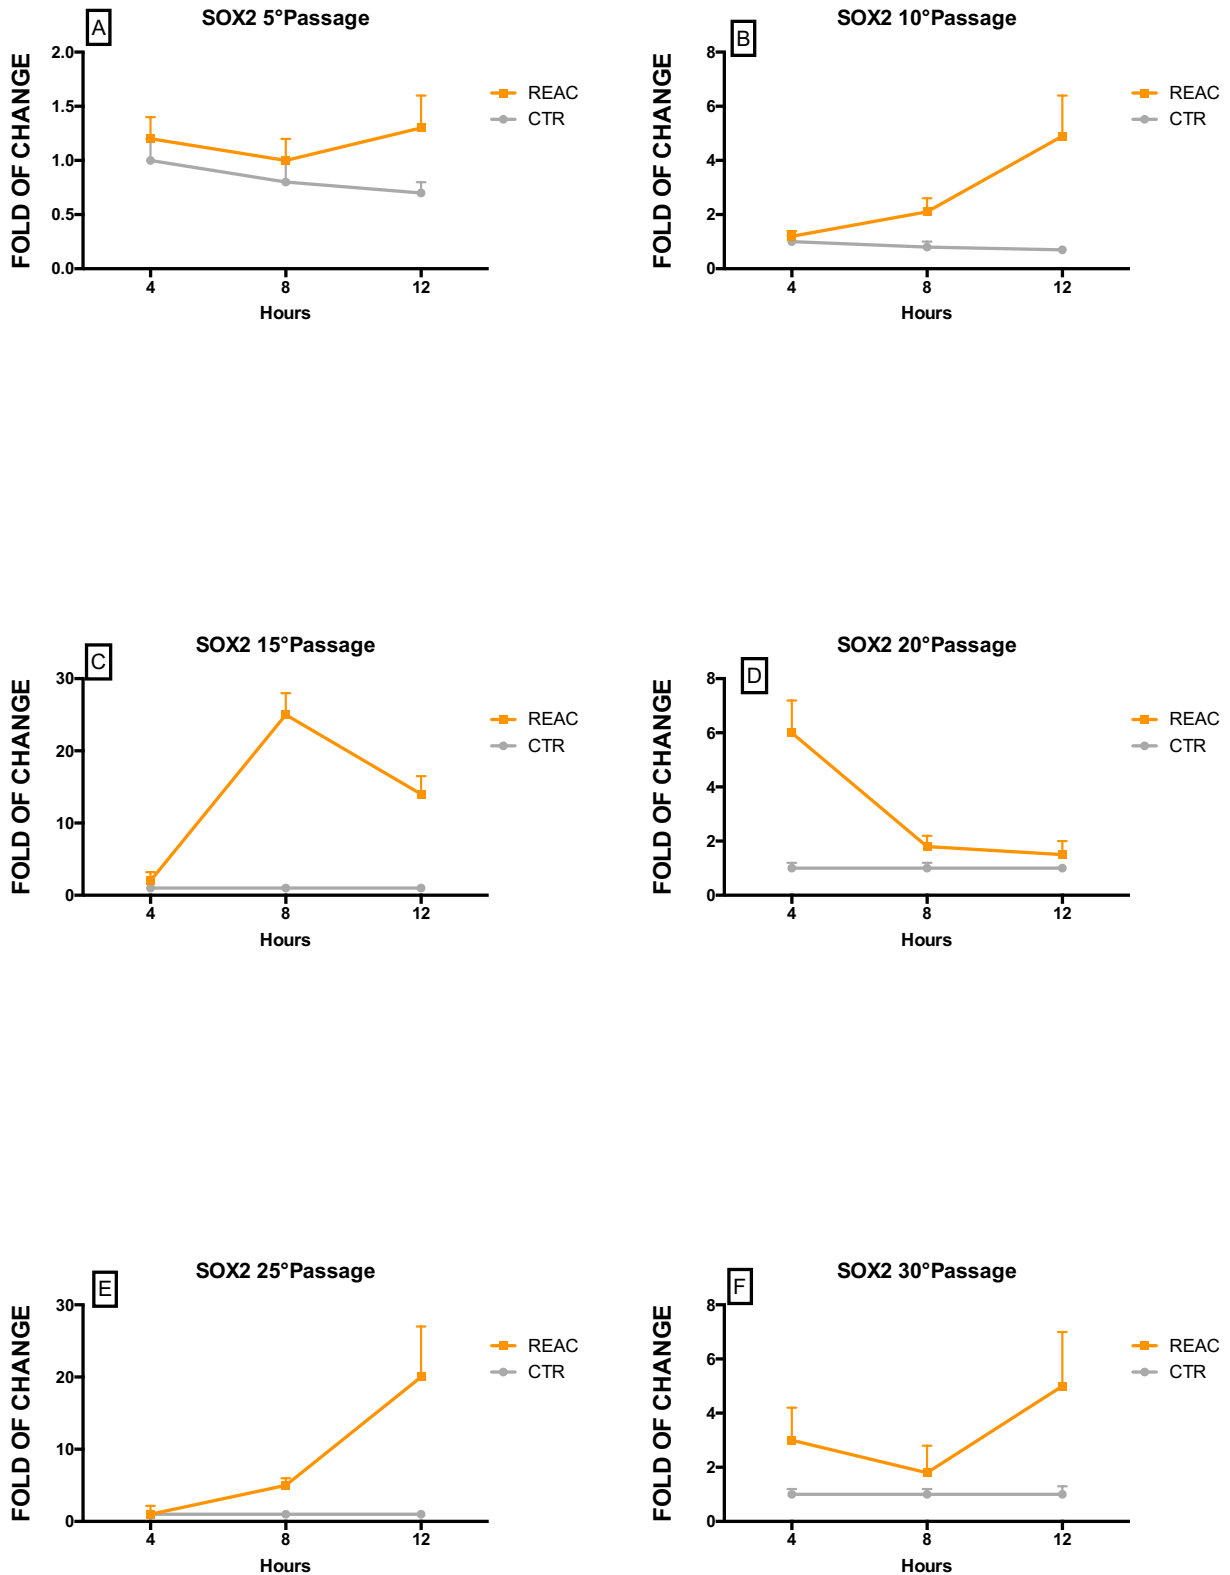 A
SOX2 5°Passage
FOLD OF CHANGE
2.0
1.5
1.0
0.5
0.0
4
8
12
Hours
REAC
CTR
B
SOX2 10°Passage
FOLD OF CHANGE
8
6
4
2
0
4
8
12
Hours
REAC
CTR
C
SOX2 15°Passage
FOLD OF CHANGE
30
20
10
0
4
8
12
Hours
REAC
CTR
D
SOX2 20°Passage
FOLD OF CHANGE
8
6
4
2
0
4
8
12
Hours
REAC
CTR
E
SOX2 25°Passage
FOLD OF CHANGE
30
20
10
0
4
8
12
Hours
REAC
CTR
F
SOX2 30°Passage
FOLD OF CHANGE
8
6
4
2
0
4
8
12
Hours
REAC
CTR